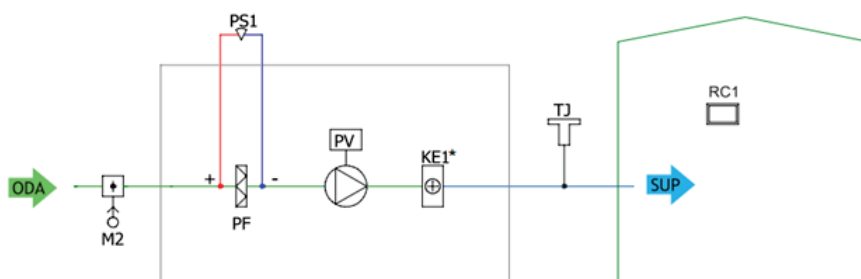 PS1
RC1
TJ
PV
KE1*
+
-
ODA
SUP
PF
M2